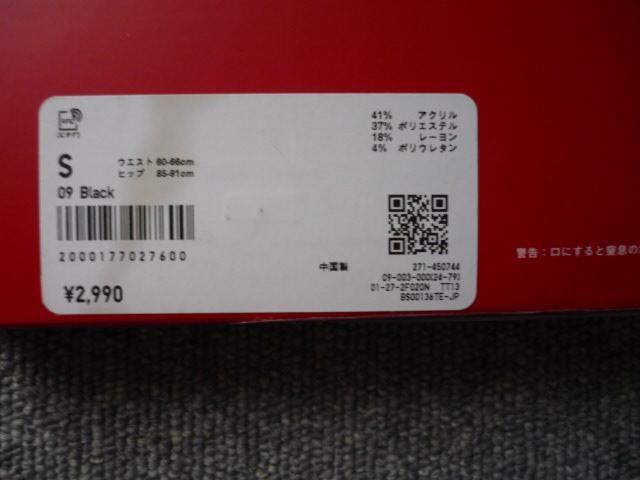 S
ウエスト 60-66cm
ヒップ 85-91cm
09 Black
2000177027600
¥2,990
41% アクリル
37% ポリエステル
18% レーヨン
4% ポリウレタン
中国製
271-450744
09-003-000(24-79)
01-27-2F020N TT13
BS00136TE-JP
警告：口にすると窒息の